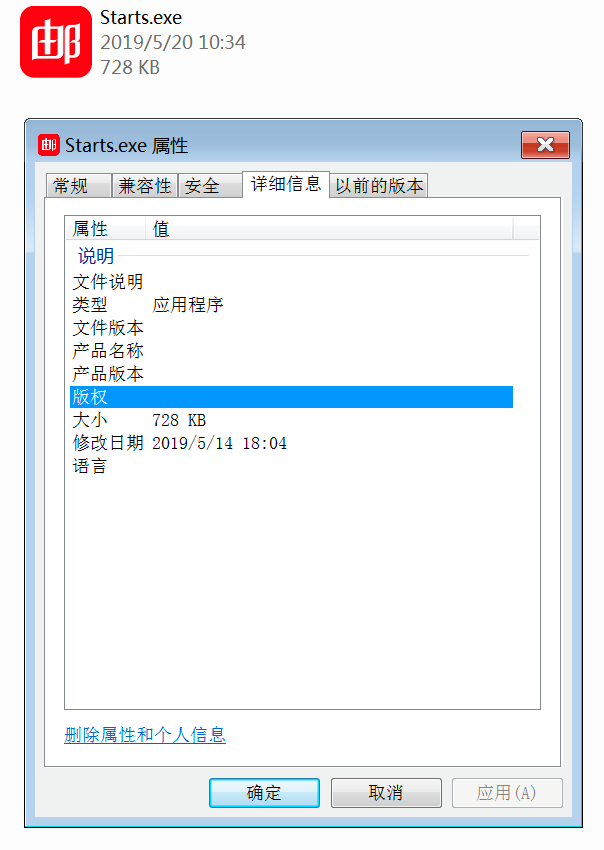 邮
Starts.exe
2019/5/20 10:34
728 KB
邮 Starts.exe 属性
常规 兼容性 安全 详细信息 以前的版本
属性 值
说明
文件说明
类型 应用程序
文件版本
产品名称
产品版本
版权
大小 728 KB
修改日期 2019/5/14 18:04
语言
删除属性和个人信息
确定 取消 应用(A)